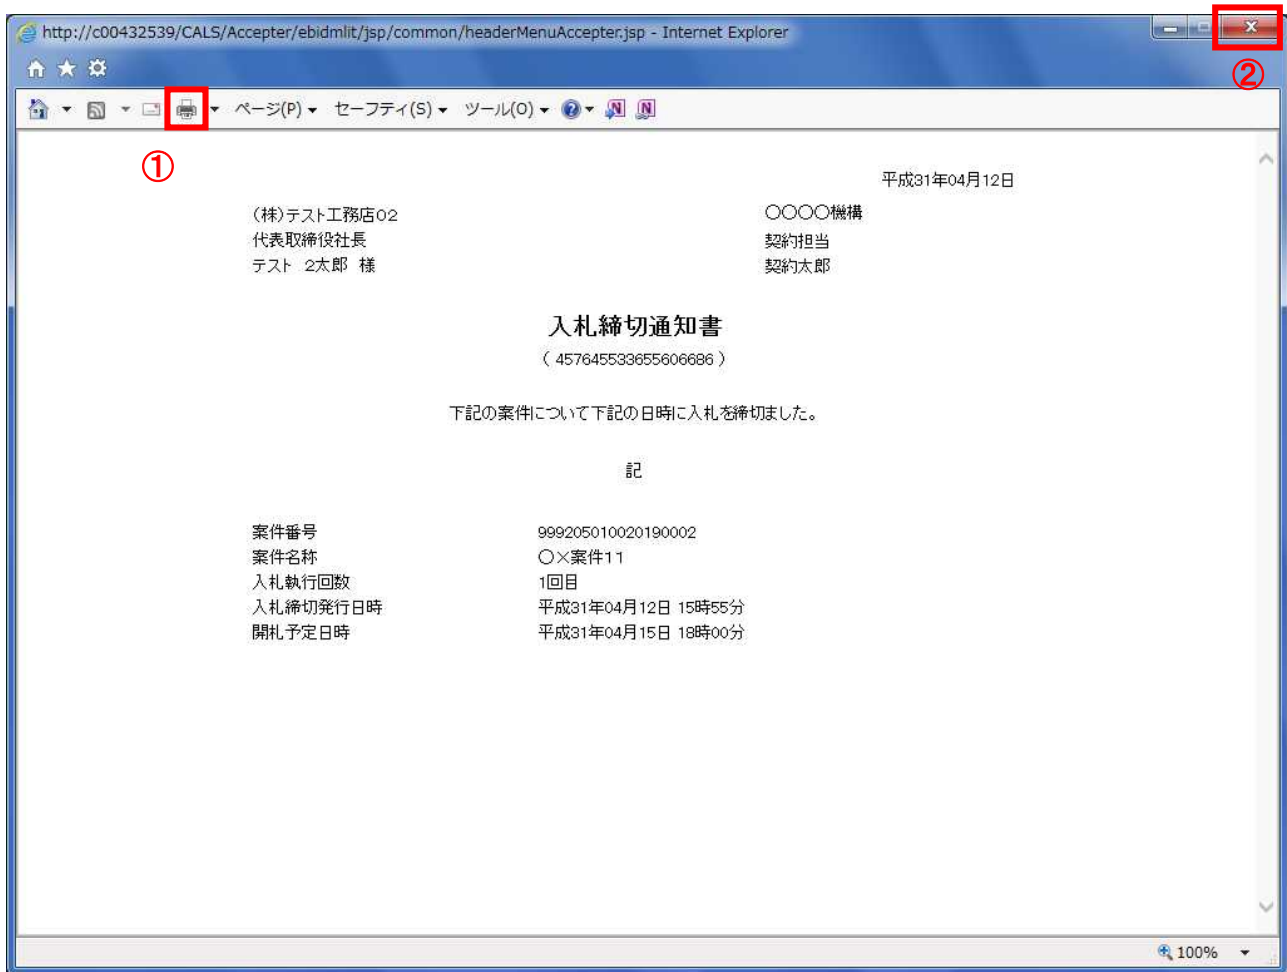 http://c00432539/CALS/Accepter/ebidmlit/jsp/common/headerMenuAccepter.jsp - Internet Explorer
②
ページ(P) セーフティ(S) ツール(O)
①
平成31年04月12日
(株)テスト工務店02 〇〇〇〇機構
代表取締役社長 契約担当
テスト 2太郎 様 契約太郎
入札締切通知書
( 457645533655606686 )
下記の案件について下記の日時に入札を締切ました。
記
案件番号 999205010020190002
案件名称 〇×案件11
入札執行回数 1回目
入札締切発行日時 平成31年04月12日 15時55分
開札予定日時 平成31年04月15日 18時00分
100%